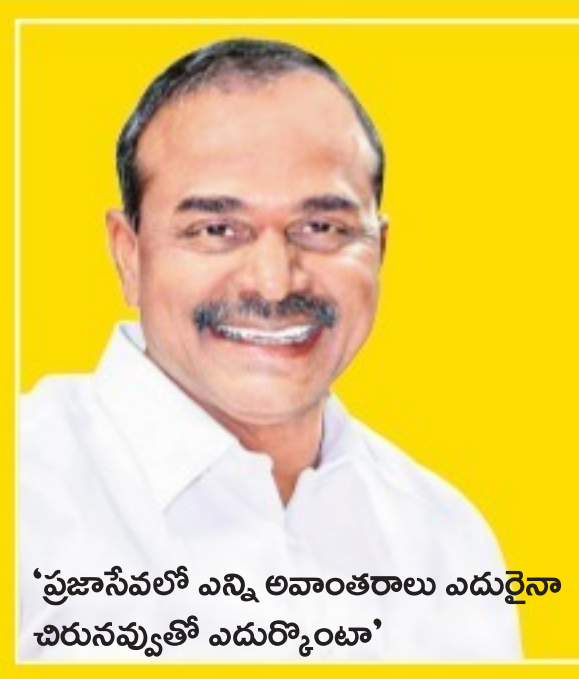 ‘ప్రజాసేవలో ఎన్ని అవాంతరాలు ఎదురైనా
చిరునవ్వుతో ఎదుర్కొంటా’